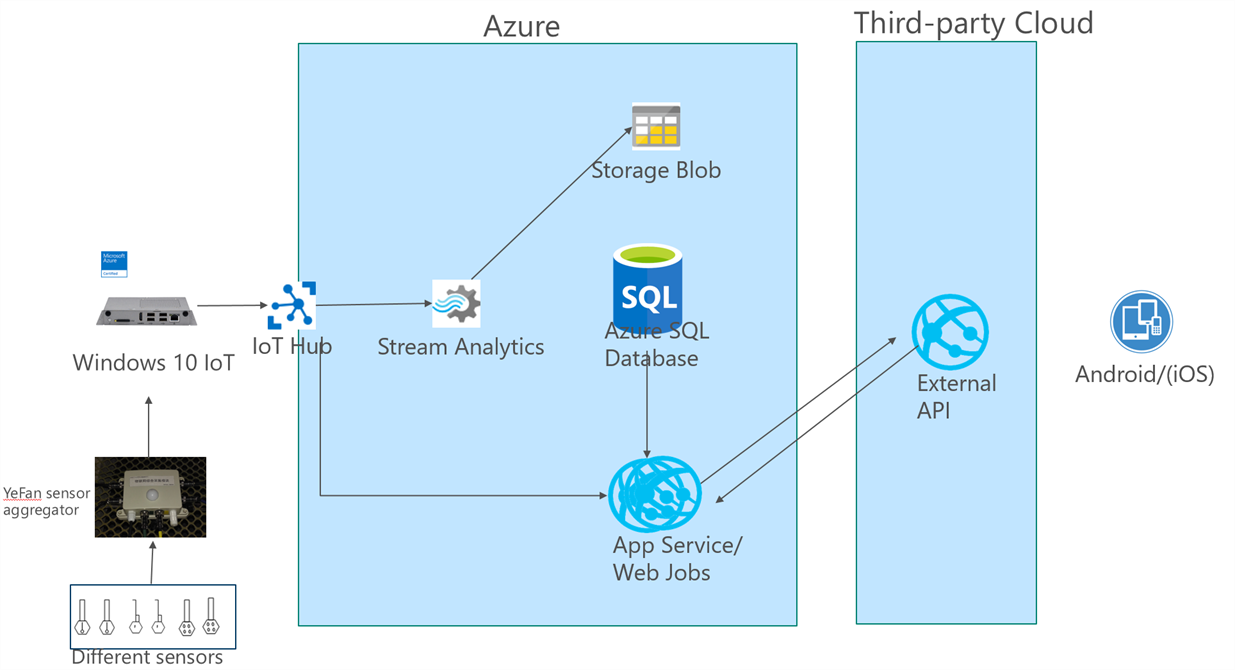 Azure
Third-party Cloud
Storage Blob
Microsoft
Azure
Certified
SQL
Azure SQL
Database
IoT Hub
Stream Analytics
Windows 10 IoT
External
API
Android/(iOS)
YeFan sensor
aggregator
App Service/
Web Jobs
Different sensors